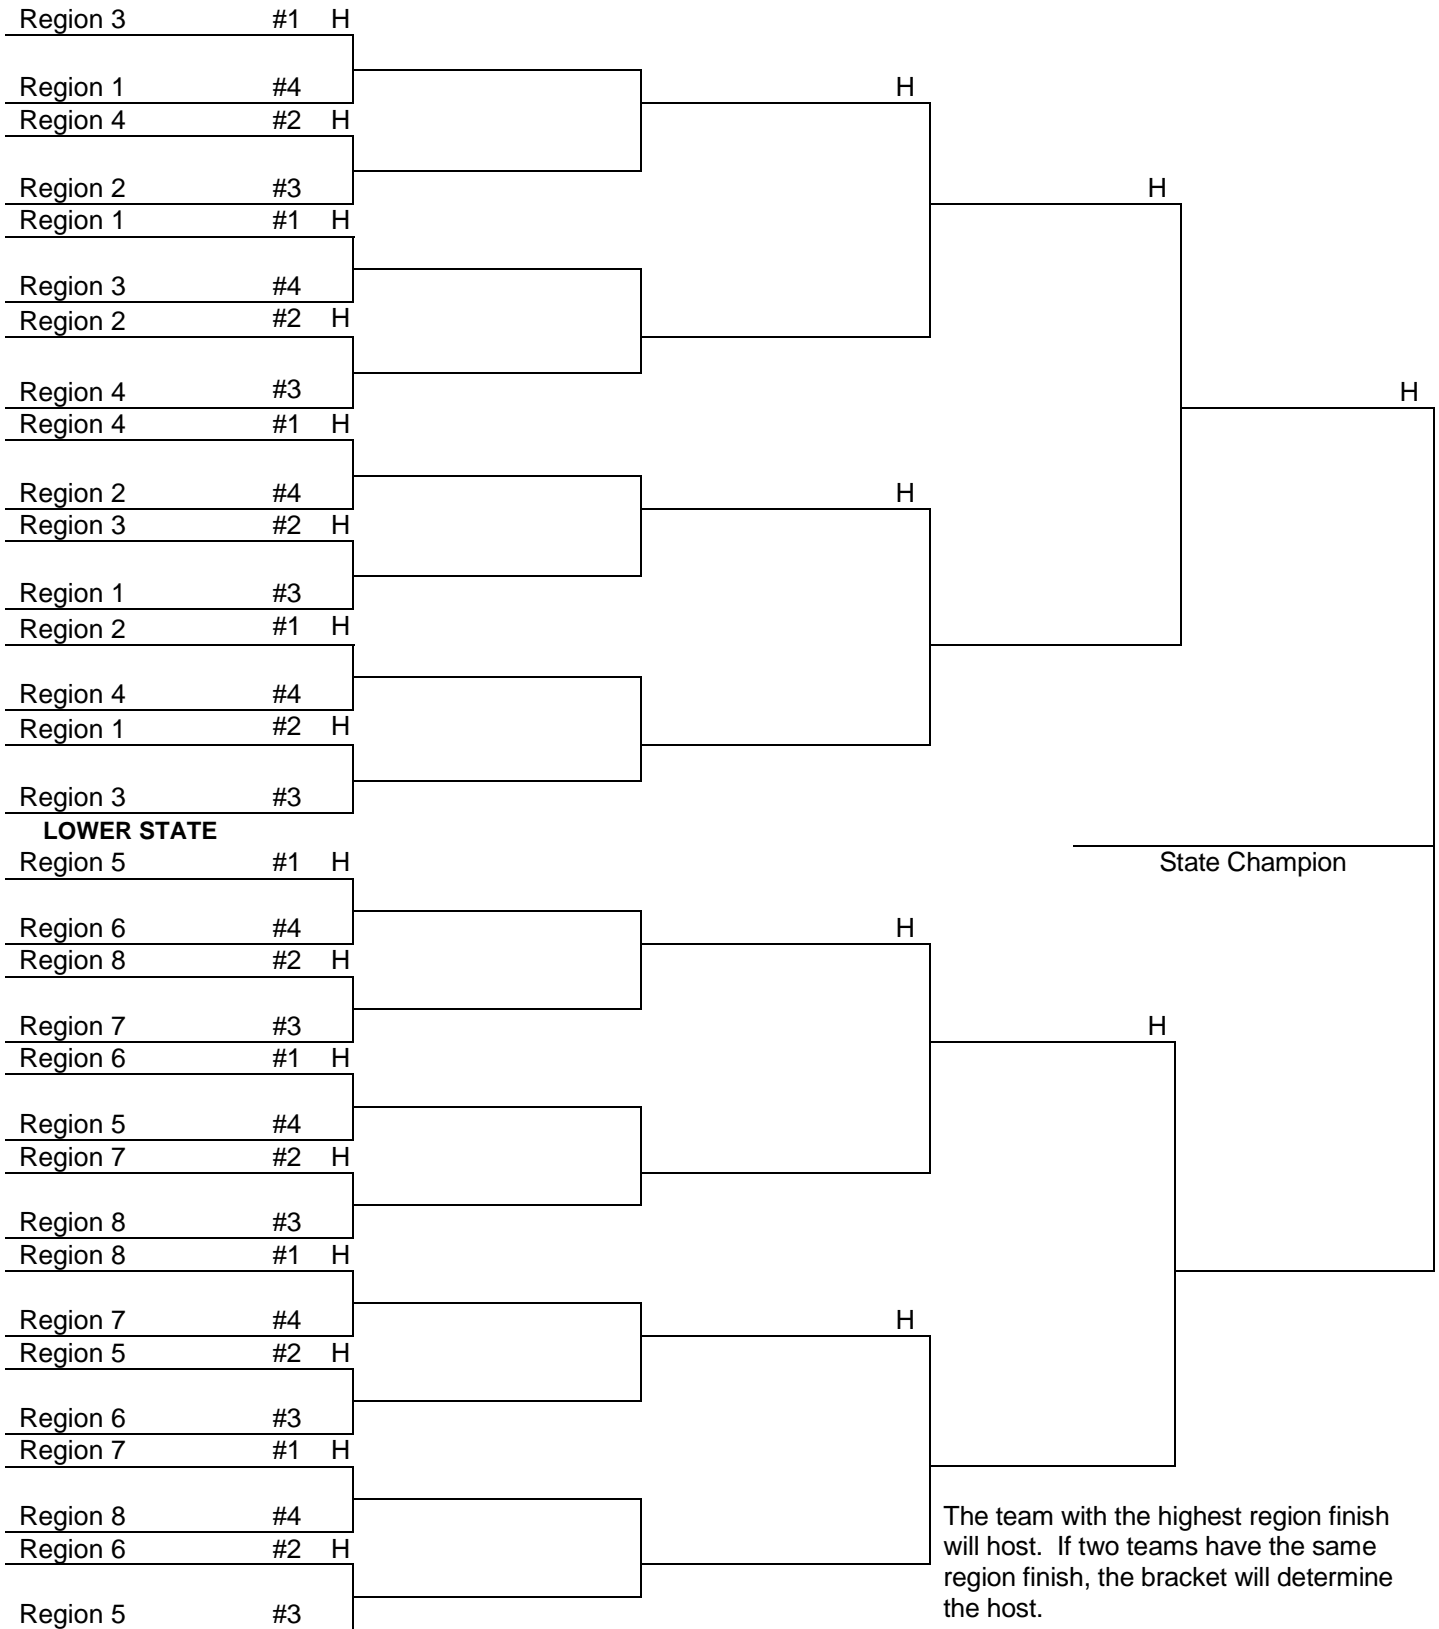 Region 3 #1 H
Region 1 #4 H
Region 4 #2 H
Region 2 #3 H
Region 1 #1 H
Region 3 #4
Region 2 #2 H
Region 4 #3 H
Region 4 #1 H
Region 2 #4 H
Region 3 #2 H
Region 1 #3
Region 2 #1 H
Region 4 #4
Region 1 #2 H
Region 3 #3
LOWER STATE
Region 5 #1 H State Champion
Region 6 #4 H
Region 8 #2 H
Region 7 #3 H
Region 6 #1 H
Region 5 #4
Region 7 #2 H
Region 8 #3
Region 8 #1 H
Region 7 #4 H
Region 5 #2 H
Region 6 #3
Region 7 #1 H
Region 8 #4
Region 6 #2 H
Region 5 #3
The team with the highest region finish
will host. If two teams have the same
region finish, the bracket will determine
the host.